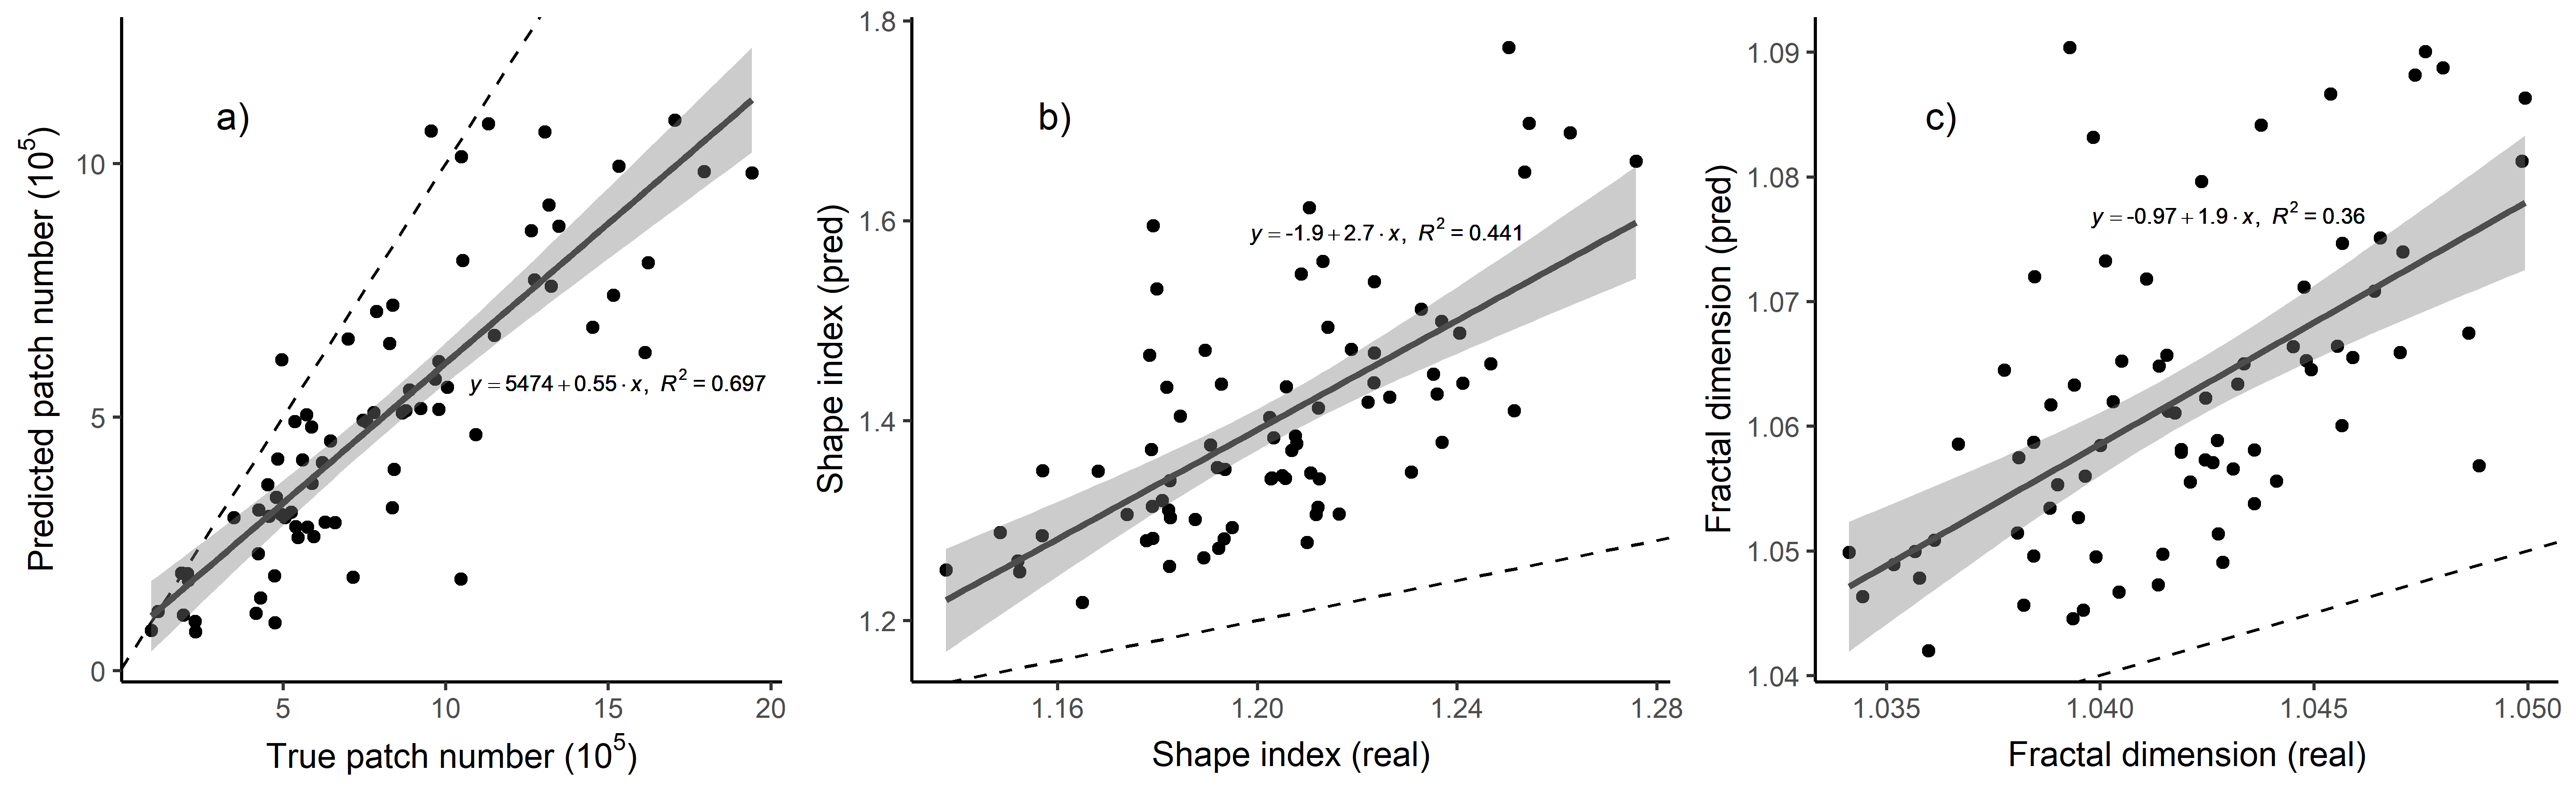 a)
Predicted patch number (10⁵)
10
5
0
y = 5474 + 0.55 · x, R² = 0.697
5 10 15 20
True patch number (10⁵)
b)
Shape index (pred)
1.8
1.6
1.4
1.2
y = -1.9 + 2.7 · x, R² = 0.441
1.16 1.20 1.24 1.28
Shape index (real)
c)
Fractal dimension (pred)
1.09
1.08
1.07
1.06
1.05
1.04
y = -0.97 + 1.9 · x, R² = 0.36
1.035 1.040 1.045 1.050
Fractal dimension (real)